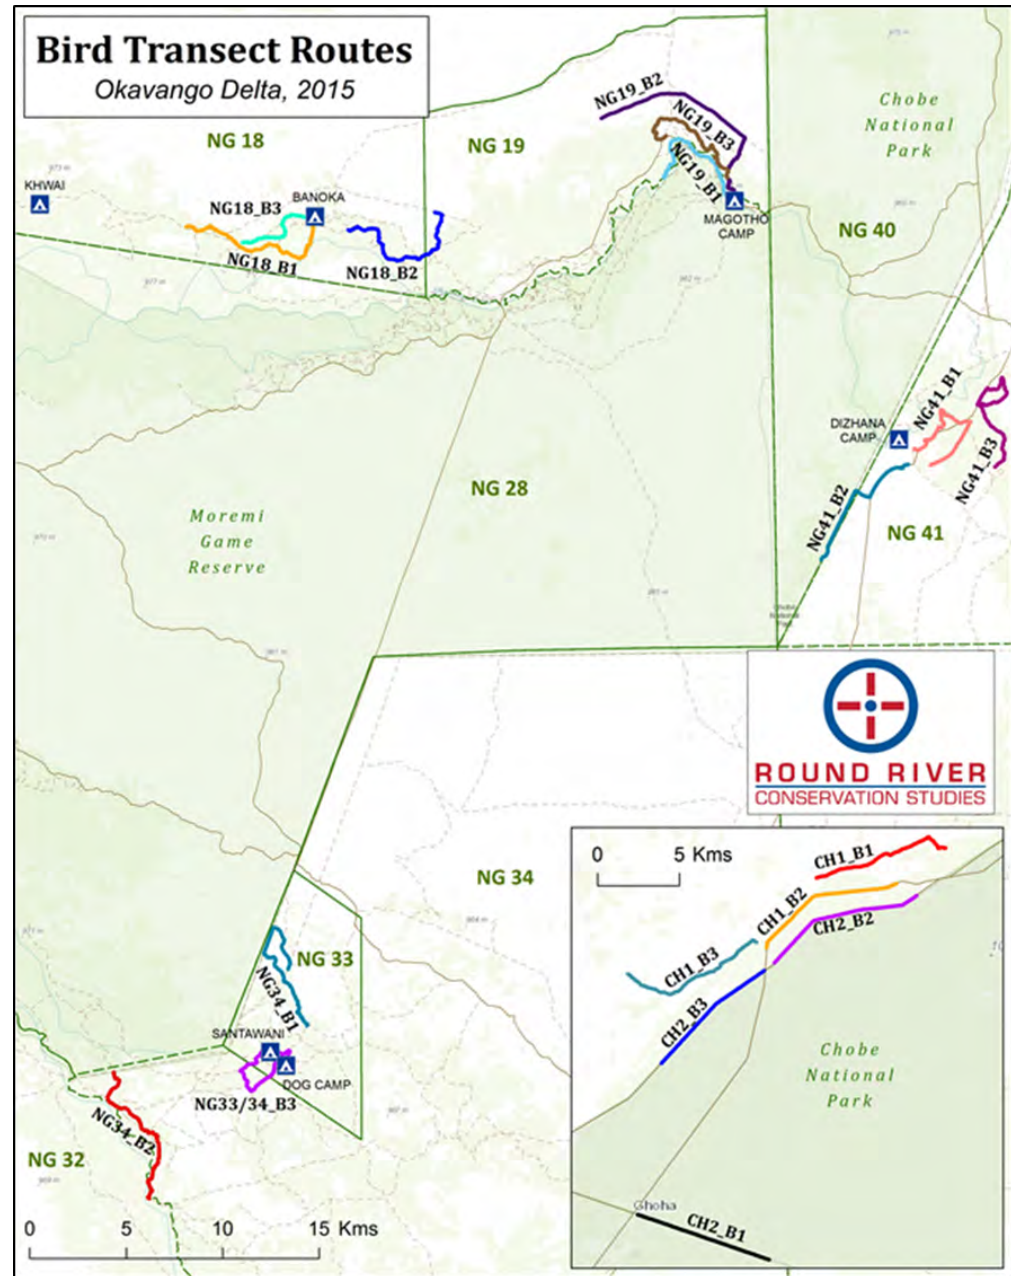 Bird Transect Routes
Okavango Delta, 2015
NG 18
NG 19
NG19_B2
NG19_B3
NG19_B1
Chobe
National
Park
KHWAI
BANOKA
NG18_B3
NG18_B1
NG18_B2
MAGOTHO
CAMP
NG 40
DIZHANA
CAMP
NG41_B1
NG41_B3
NG41_B2
NG 41
NG 28
Moremi
Game
Reserve
Chobe
National
Park
ROUND RIVER
CONSERVATION STUDIES
NG 34
NG 33
NG34_B1
SANTAWANI
DOG CAMP
NG33/34_B3
NG34_B2
NG 32
0 5 10 15 Kms
0 5 Kms
CH1_B1
CH1_B2
CH2_B2
CH1_B3
CH2_B3
Chobe
National
Park
Ghoha
CH2_B1